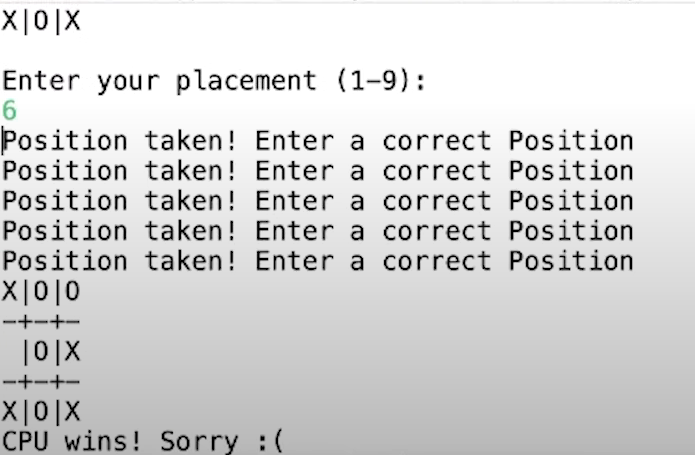 X|O|X
Enter your placement (1-9):
6
Position taken! Enter a correct Position
Position taken! Enter a correct Position
Position taken! Enter a correct Position
Position taken! Enter a correct Position
Position taken! Enter a correct Position
X|O|O
-+-+-
 |O|X
-+-+-
X|O|X
CPU wins! Sorry :(